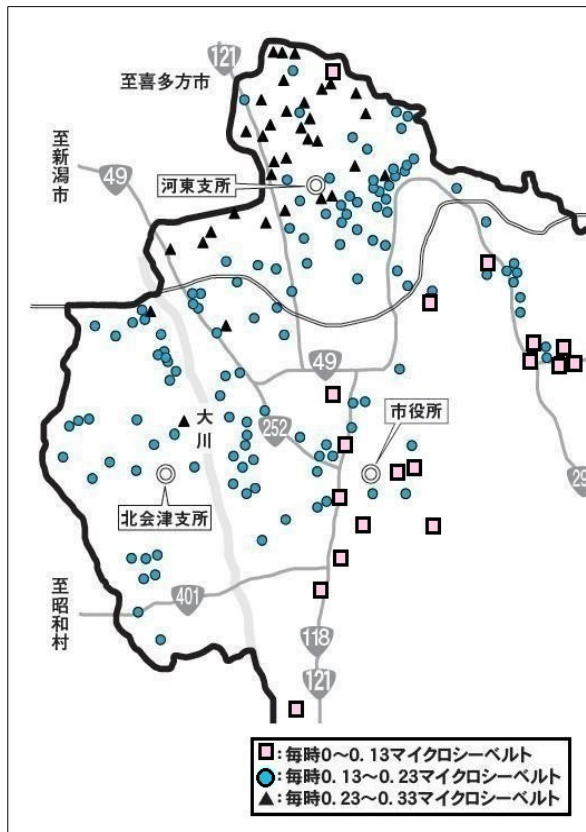 121
至喜多方市
至新潟市
49
河東支所
49
大川
252
市役所
北会津支所
至昭和村
401
118
121
:毎時0〜0.13マイクロシーベルト
:毎時0.13〜0.23マイクロシーベルト
:毎時0.23〜0.33マイクロシーベルト